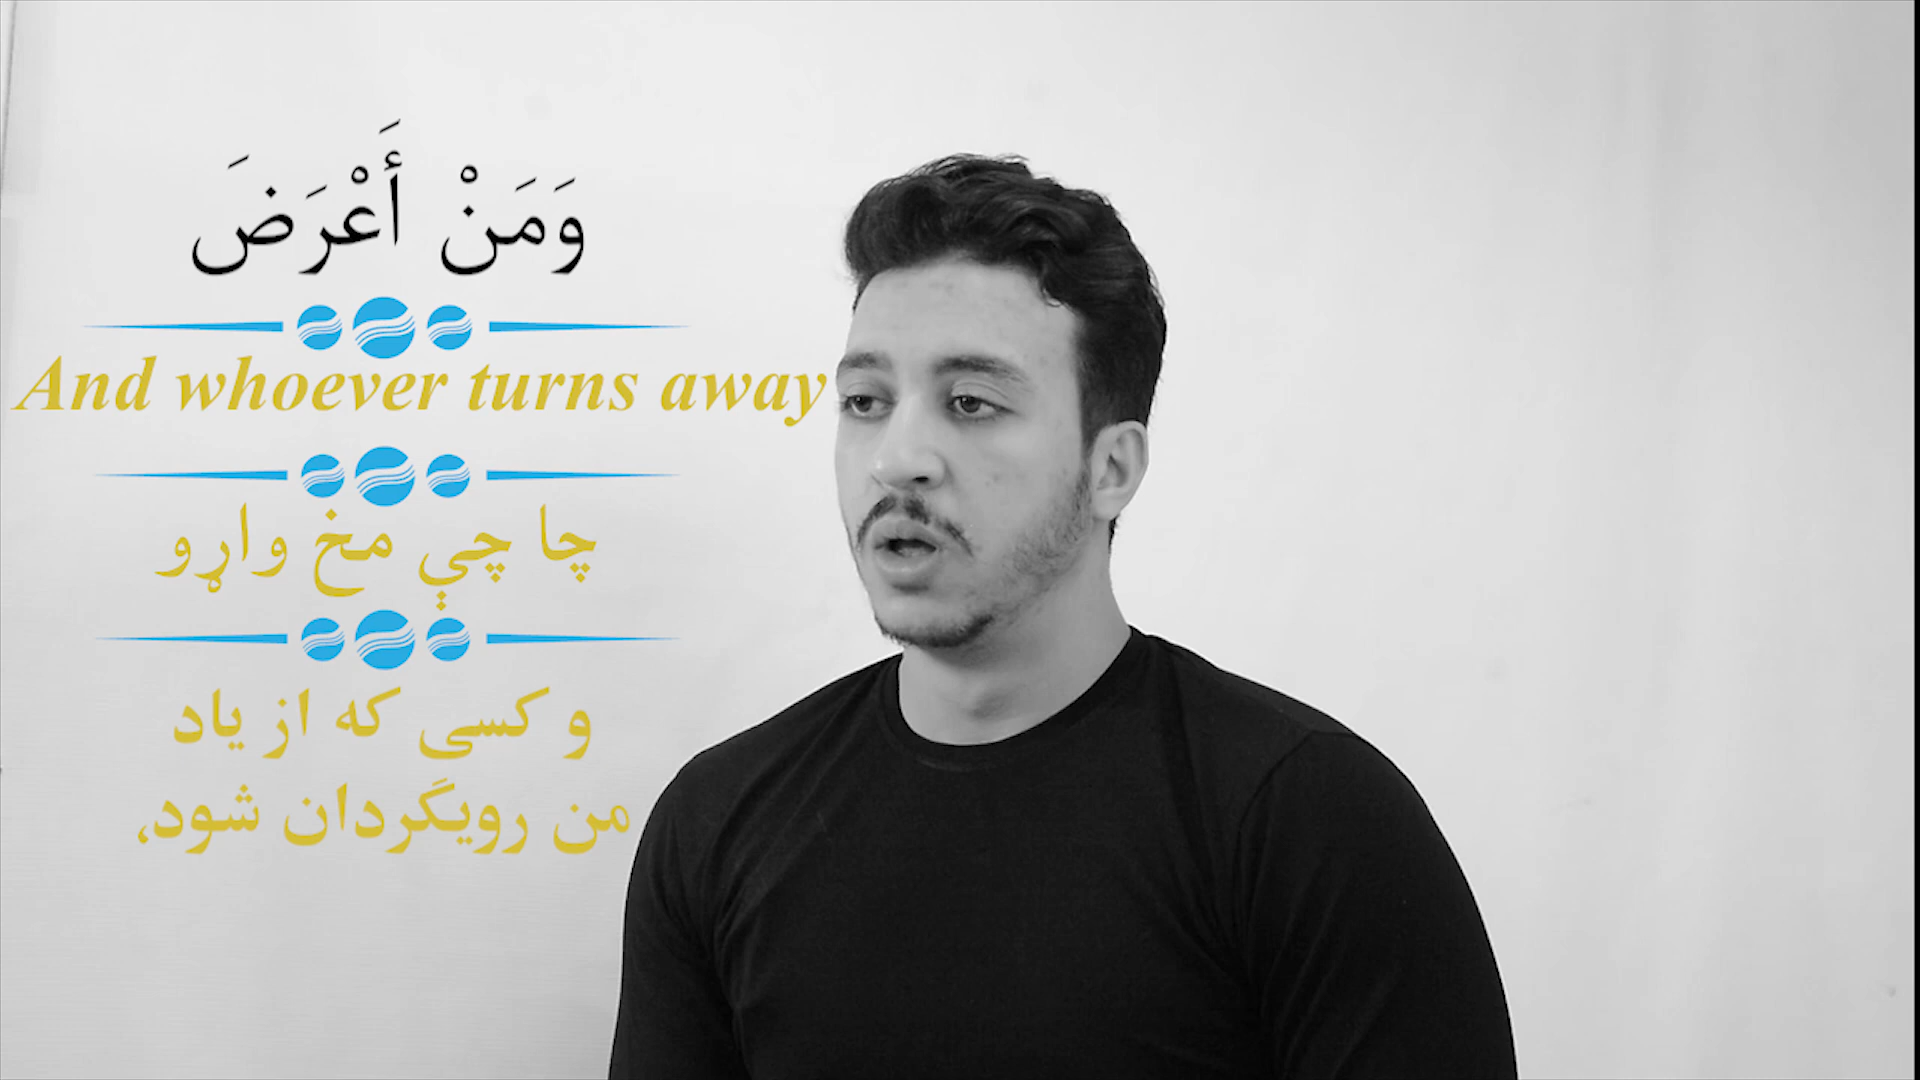 وَمَنْ أَعْرَضَ
And whoever turns away
چا چې مخ واړو
و کسی که از یاد
من رویگردان شود،